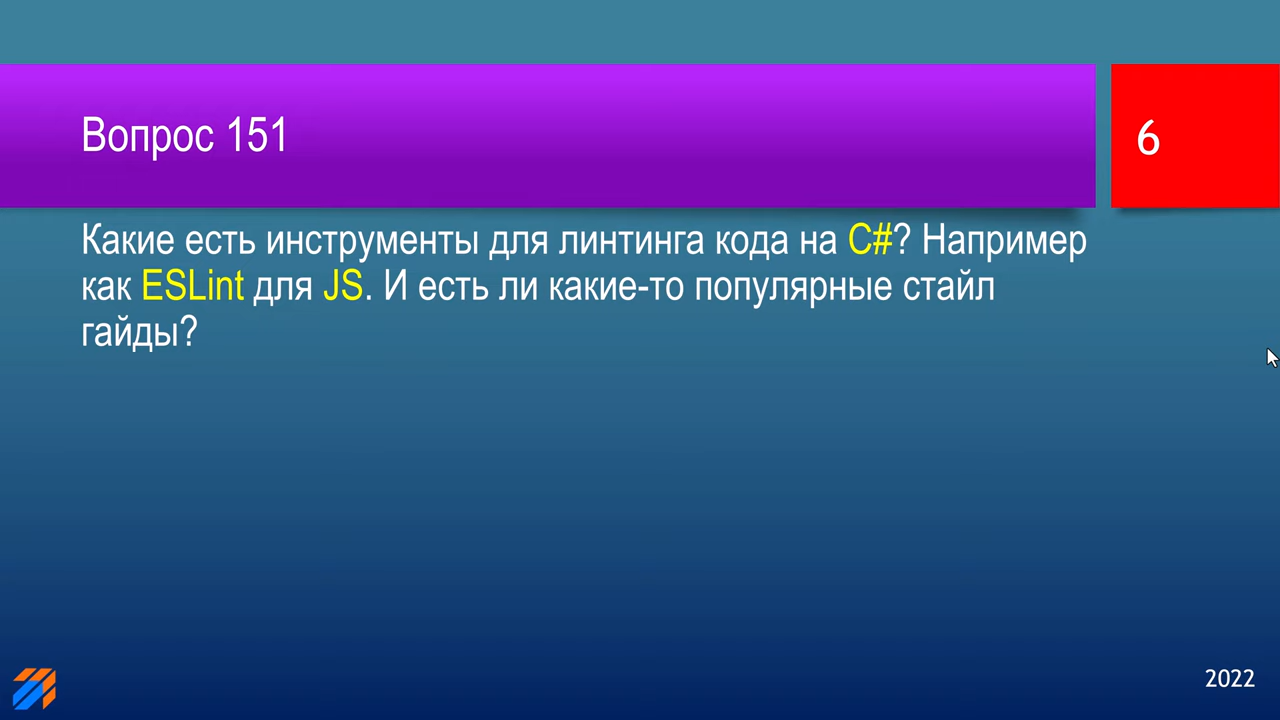 Вопрос 151
6
Какие есть инструменты для линтинга кода на C#? Например
как ESLint для JS. И есть ли какие-то популярные стайл
гайды?
2022